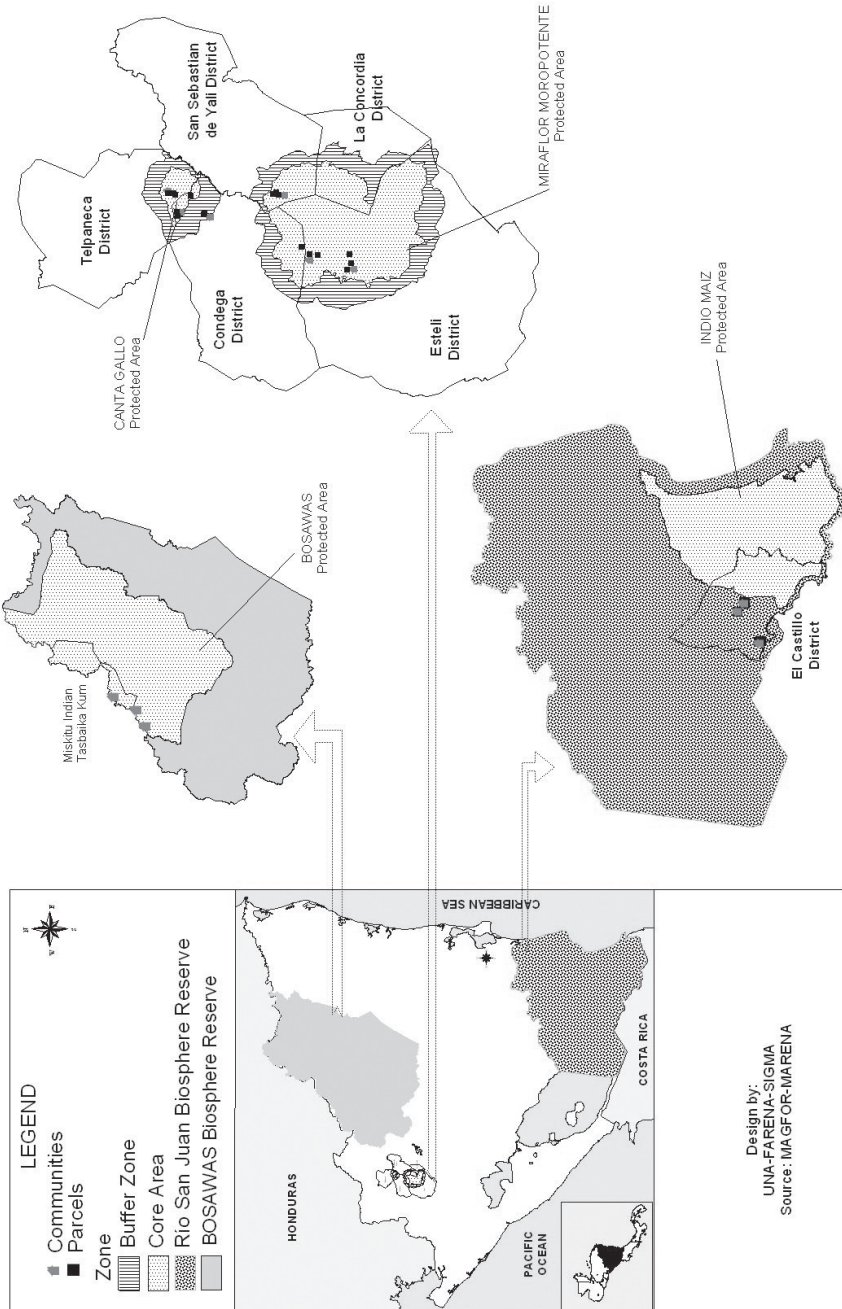 LEGEND
Communities
Parcels
Zone
Buffer Zone
Core Area
Rio San Juan Biosphere Reserve
BOSAWAS Biosphere Reserve
N
E
S
W
HONDURAS
CARIBBEAN SEA
PACIFIC
OCEAN
COSTA RICA
Design by:
UNA-FARENA-SIGMA
Source: MAGFOR-MARENA
Miskitu Indian
Tasbaika Kum
BOSAWAS
Protected Area
CANTA GALLO
Protected Area
Telpaneca
District
San Sebastian
de Yali District
Condega
District
La Concordia
District
Esteli
District
MIRAFLOR MOROPOTENTE
Protected Area
El Castillo
District
INDIO MAIZ
Protected Area